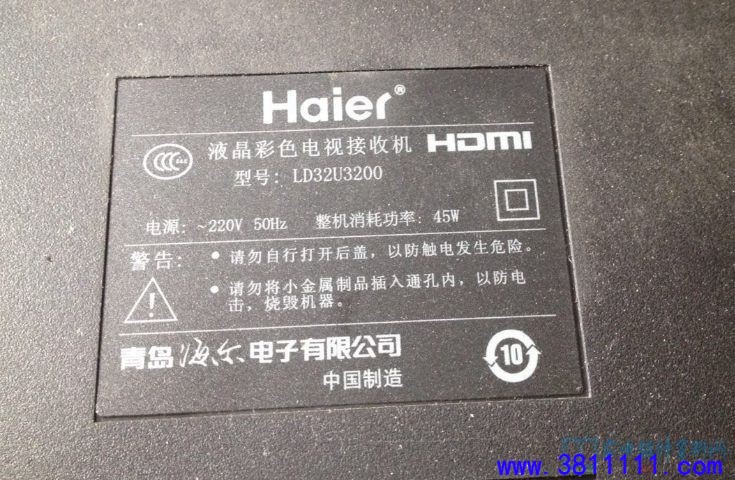 Haier®
液晶彩色电视接收机 HDMI
型号: LD32U3200
电源: ~220V 50Hz 整机消耗功率: 45W
警告: • 请勿自行打开后盖，以防触电发生危险。
• 请勿将小金属制品插入通孔内，以防电
击，烧毁机器。
青岛海尔电子有限公司
10
中国制造
www.3811111.com